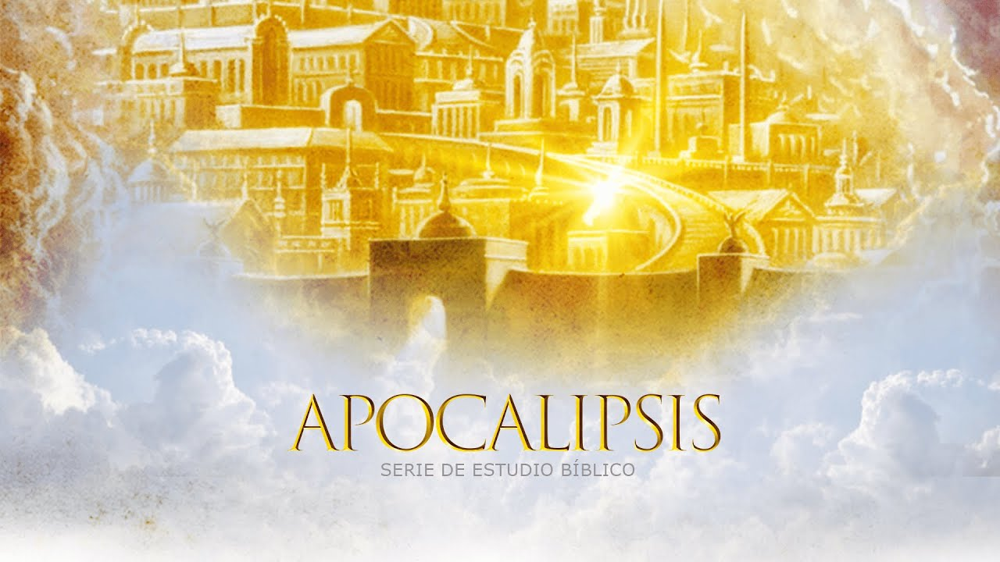 APOCALIPSIS
SERIE DE ESTUDIO BÍBLICO